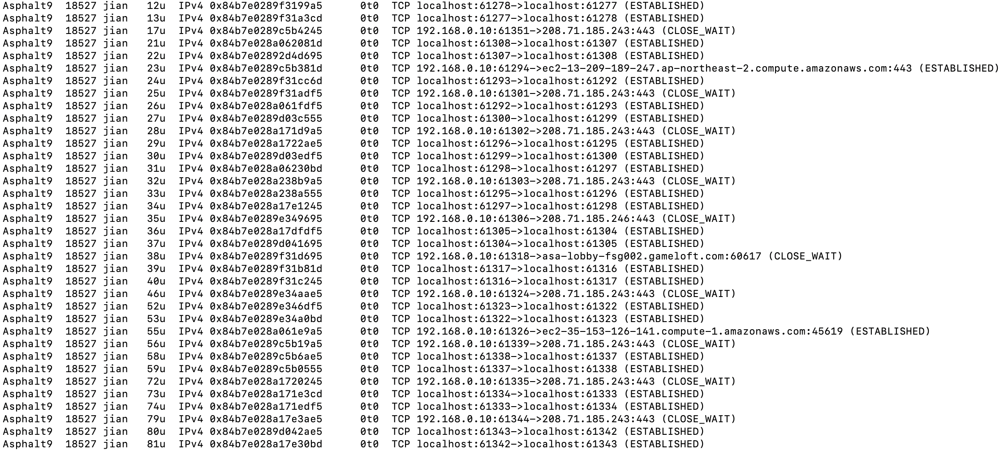 Asphalt9  18527 jian   12u  IPv4 0x84b7e0289f3199a5      0t0  TCP localhost:61278->localhost:61277 (ESTABLISHED)
Asphalt9  18527 jian   13u  IPv4 0x84b7e0289f31a3cd      0t0  TCP localhost:61277->localhost:61278 (ESTABLISHED)
Asphalt9  18527 jian   17u  IPv4 0x84b7e0289c5b4245      0t0  TCP 192.168.0.10:61351->208.71.185.243:443 (CLOSE_WAIT)
Asphalt9  18527 jian   21u  IPv4 0x84b7e028a062081d      0t0  TCP localhost:61308->localhost:61307 (ESTABLISHED)
Asphalt9  18527 jian   22u  IPv4 0x84b7e02892d4d695      0t0  TCP localhost:61307->localhost:61308 (ESTABLISHED)
Asphalt9  18527 jian   23u  IPv4 0x84b7e0289c5b381d      0t0  TCP 192.168.0.10:61294->ec2-13-209-189-247.ap-northeast-2.compute.amazonaws.com:443 (ESTABLISHED)
Asphalt9  18527 jian   24u  IPv4 0x84b7e0289f31cc6d      0t0  TCP localhost:61293->localhost:61292 (ESTABLISHED)
Asphalt9  18527 jian   25u  IPv4 0x84b7e0289f31adf5      0t0  TCP 192.168.0.10:61301->208.71.185.243:443 (CLOSE_WAIT)
Asphalt9  18527 jian   26u  IPv4 0x84b7e028a061fdf5      0t0  TCP localhost:61292->localhost:61293 (ESTABLISHED)
Asphalt9  18527 jian   27u  IPv4 0x84b7e0289d03c555      0t0  TCP localhost:61300->localhost:61299 (ESTABLISHED)
Asphalt9  18527 jian   28u  IPv4 0x84b7e028a171d9a5      0t0  TCP 192.168.0.10:61302->208.71.185.243:443 (CLOSE_WAIT)
Asphalt9  18527 jian   29u  IPv4 0x84b7e028a1722ae5      0t0  TCP localhost:61296->localhost:61295 (ESTABLISHED)
Asphalt9  18527 jian   30u  IPv4 0x84b7e0289d03edf5      0t0  TCP localhost:61299->localhost:61300 (ESTABLISHED)
Asphalt9  18527 jian   31u  IPv4 0x84b7e028a06230bd      0t0  TCP localhost:61298->localhost:61297 (ESTABLISHED)
Asphalt9  18527 jian   32u  IPv4 0x84b7e028a238b9a5      0t0  TCP 192.168.0.10:61303->208.71.185.243:443 (CLOSE_WAIT)
Asphalt9  18527 jian   33u  IPv4 0x84b7e028a238a555      0t0  TCP localhost:61295->localhost:61296 (ESTABLISHED)
Asphalt9  18527 jian   34u  IPv4 0x84b7e028a17e1245      0t0  TCP localhost:61297->localhost:61298 (ESTABLISHED)
Asphalt9  18527 jian   35u  IPv4 0x84b7e0289e349695      0t0  TCP 192.168.0.10:61306->208.71.185.246:443 (CLOSE_WAIT)
Asphalt9  18527 jian   36u  IPv4 0x84b7e028a17dfdf5      0t0  TCP localhost:61305->localhost:61304 (ESTABLISHED)
Asphalt9  18527 jian   37u  IPv4 0x84b7e0289d041695      0t0  TCP localhost:61304->localhost:61305 (ESTABLISHED)
Asphalt9  18527 jian   38u  IPv4 0x84b7e0289f31d695      0t0  TCP 192.168.0.10:61318->asa-lobby-fsg002.gameloft.com:60617 (CLOSE_WAIT)
Asphalt9  18527 jian   39u  IPv4 0x84b7e0289f31b81d      0t0  TCP localhost:61317->localhost:61316 (ESTABLISHED)
Asphalt9  18527 jian   40u  IPv4 0x84b7e0289f31c245      0t0  TCP localhost:61316->localhost:61317 (ESTABLISHED)
Asphalt9  18527 jian   46u  IPv4 0x84b7e0289e34aae5      0t0  TCP 192.168.0.10:61324->208.71.185.243:443 (CLOSE_WAIT)
Asphalt9  18527 jian   52u  IPv4 0x84b7e0289e346df5      0t0  TCP localhost:61323->localhost:61322 (ESTABLISHED)
Asphalt9  18527 jian   53u  IPv4 0x84b7e0289e34a0bd      0t0  TCP localhost:61322->localhost:61323 (ESTABLISHED)
Asphalt9  18527 jian   55u  IPv4 0x84b7e028a061e9a5      0t0  TCP 192.168.0.10:61326->ec2-35-153-126-141.compute-1.amazonaws.com:45619 (ESTABLISHED)
Asphalt9  18527 jian   56u  IPv4 0x84b7e0289c5b19a5      0t0  TCP 192.168.0.10:61339->208.71.185.243:443 (CLOSE_WAIT)
Asphalt9  18527 jian   58u  IPv4 0x84b7e0289c5b6ae5      0t0  TCP localhost:61338->localhost:61337 (ESTABLISHED)
Asphalt9  18527 jian   59u  IPv4 0x84b7e0289c5b0555      0t0  TCP localhost:61337->localhost:61338 (ESTABLISHED)
Asphalt9  18527 jian   72u  IPv4 0x84b7e028a1720245      0t0  TCP 192.168.0.10:61335->208.71.185.243:443 (CLOSE_WAIT)
Asphalt9  18527 jian   73u  IPv4 0x84b7e028a171e3cd      0t0  TCP localhost:61334->localhost:61333 (ESTABLISHED)
Asphalt9  18527 jian   74u  IPv4 0x84b7e028a171edf5      0t0  TCP localhost:61333->localhost:61334 (ESTABLISHED)
Asphalt9  18527 jian   79u  IPv4 0x84b7e028a17e3ae5      0t0  TCP 192.168.0.10:61344->208.71.185.243:443 (CLOSE_WAIT)
Asphalt9  18527 jian   80u  IPv4 0x84b7e0289d042ae5      0t0  TCP localhost:61343->localhost:61342 (ESTABLISHED)
Asphalt9  18527 jian   81u  IPv4 0x84b7e028a17e30bd      0t0  TCP localhost:61342->localhost:61343 (ESTABLISHED)